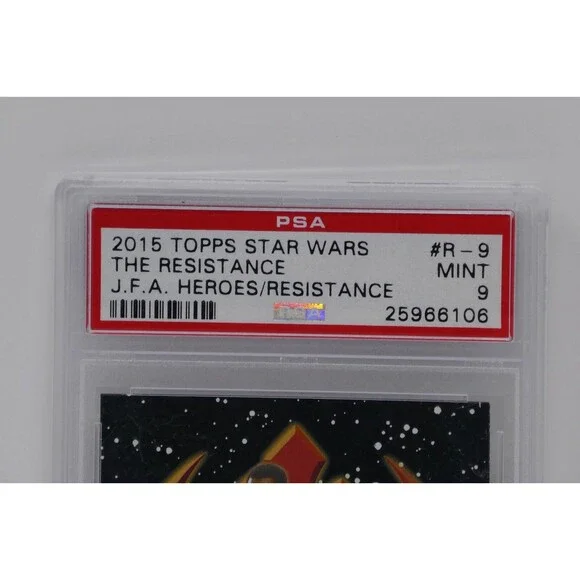 PSA
2015 TOPPS STAR WARS #R-9
THE RESISTANCE MINT
J.F.A. HEROES/RESISTANCE 9
25966106